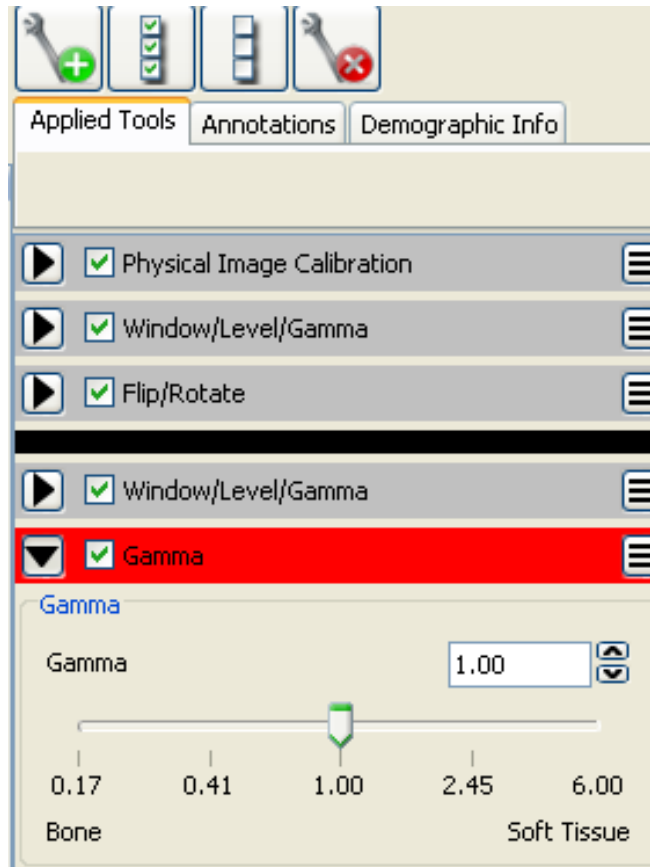 Applied Tools Annotations Demographic Info
Physical Image Calibration
Window/Level/Gamma
Flip/Rotate
Window/Level/Gamma
Gamma
Gamma
Gamma 1.00
0.17 0.41 1.00 2.45 6.00
Bone Soft Tissue